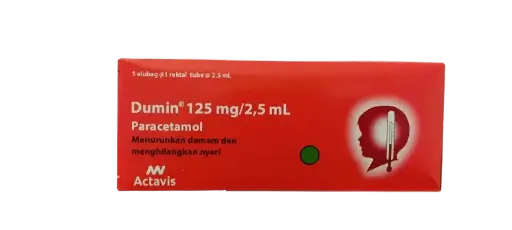 5 alubag @1 rektal tube @ 2,5 mL
Dumin® 125 mg/2,5 mL
Paracetamol
Menurunkan demam dan
menghilangkan nyeri
Actavis